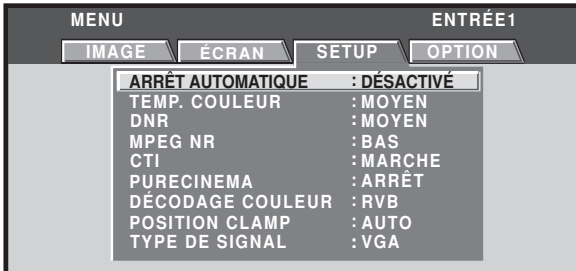 MENU ENTRÉE1
IMAGE ÉCRAN SETUP OPTION
ARRÊT AUTOMATIQUE : DÉSACTIVÉ
TEMP. COULEUR : MOYEN
DNR : MOYEN
MPEG NR : BAS
CTI : MARCHE
PURECINEMA : ARRÊT
DÉCODAGE COULEUR : RVB
POSITION CLAMP : AUTO
TYPE DE SIGNAL : VGA